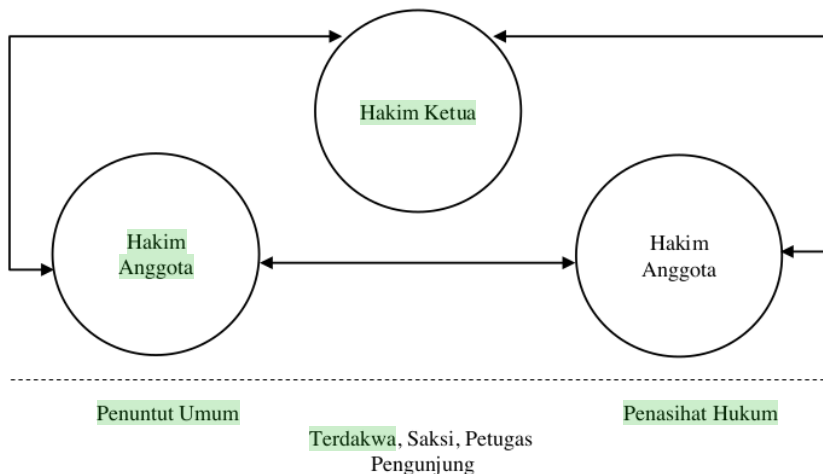 Hakim Ketua
Hakim
Anggota
Hakim
Anggota
Penuntut Umum
Penasihat Hukum
Terdakwa, Saksi, Petugas
Pengunjung